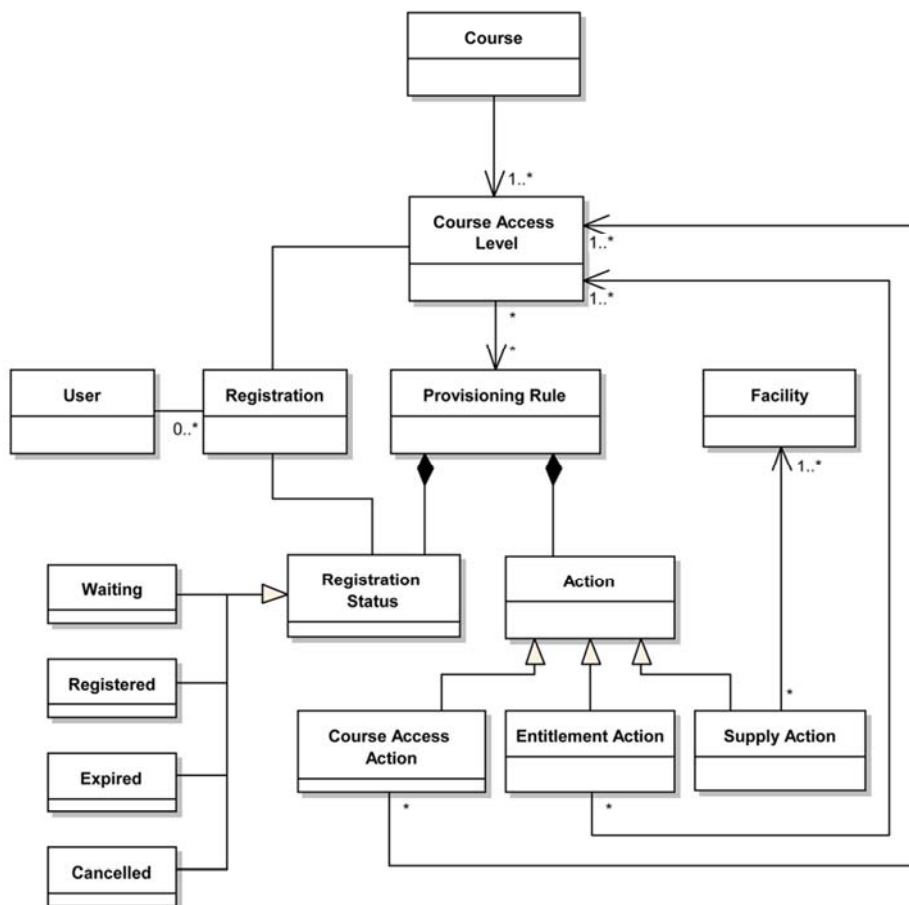 Course
1..*
Course Access
Level
1..*
1..*
*
*
User
Registration
Provisioning Rule
Facility
0..*
1..*
Waiting
Registration
Status
Action
Registered
*
Course Access
Action
Entitlement Action
Supply Action
Expired
*
*
Cancelled